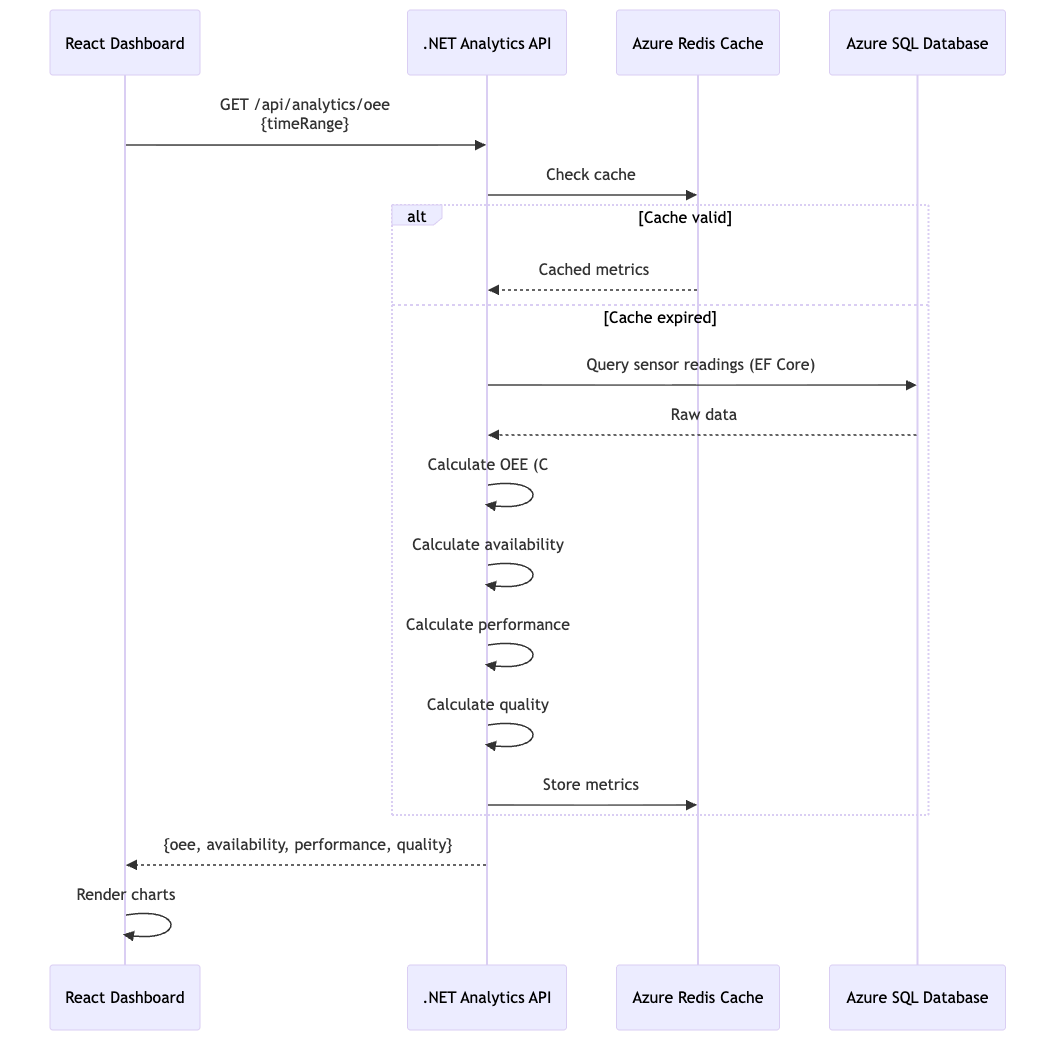 React Dashboard
.NET Analytics API
Azure Redis Cache
Azure SQL Database
GET /api/analytics/oee
{timeRange}
Check cache
alt
[Cache valid]
Cached metrics
[Cache expired]
Query sensor readings (EF Core)
Raw data
Calculate OEE (C
Calculate availability
Calculate performance
Calculate quality
Store metrics
{oee, availability, performance, quality}
Render charts
React Dashboard
.NET Analytics API
Azure Redis Cache
Azure SQL Database